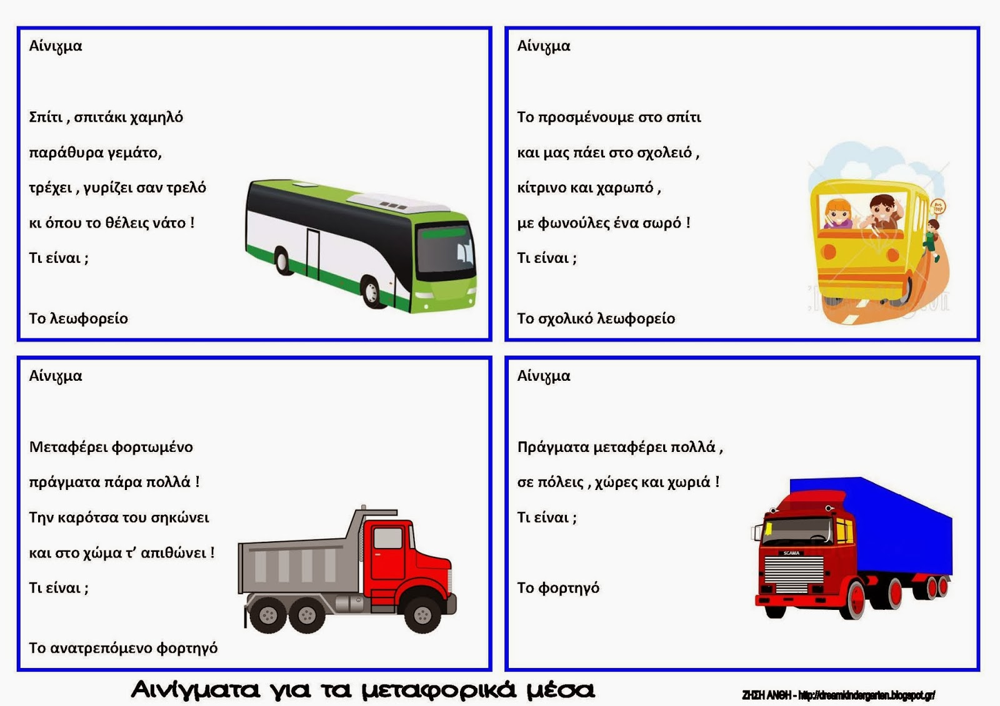 Αίνιγμα
Σπίτι , σπιτάκι χαμηλό
παράθυρα γεμάτο,
τρέχει , γυρίζει σαν τρελό
κι όπου το θέλεις νάτο !
Τι είναι ;
Το λεωφορείο
Αίνιγμα
Το προσμένουμε στο σπίτι
και μας πάει στο σχολειό ,
κίτρινο και χαρωπό ,
με φωνούλες ένα σωρό !
Τι είναι ;
Το σχολικό λεωφορείο
BUS
STOP
Αίνιγμα
Μεταφέρει φορτωμένο
πράγματα πάρα πολλά !
Την καρότσα του σηκώνει
και στο χώμα τ’ απιθώνει !
Τι είναι ;
Το ανατρεπόμενο φορτηγό
Αίνιγμα
Πράγματα μεταφέρει πολλά ,
σε πόλεις , χώρες και χωριά !
Τι είναι ;
Το φορτηγό
SCANIA
Αινίγματα για τα μεταφορικά μέσα
ΖΗΣΗ ΑΝΘΗ - http://dreamkindergarten.blogspot.gr/